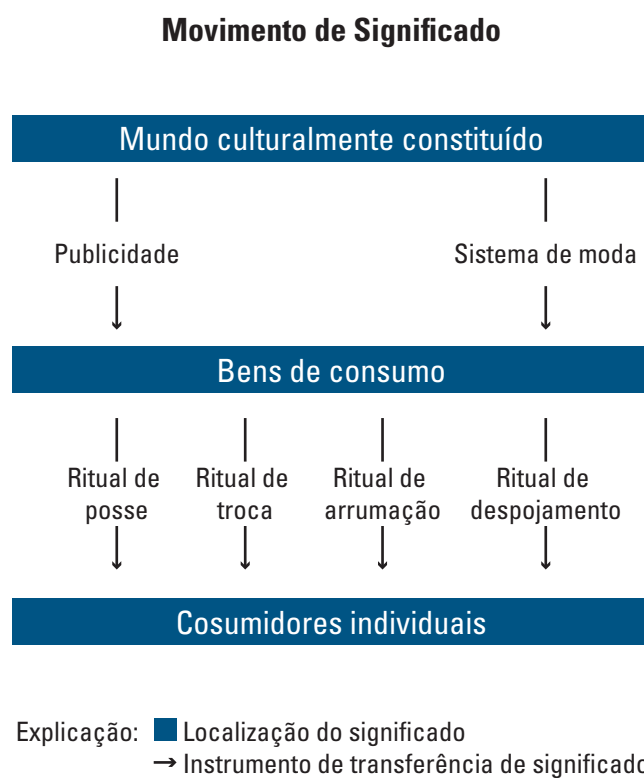 Movimento de Significado
Mundo culturalmente constituído
Publicidade
Sistema de moda
Bens de consumo
Ritual de
posse
Ritual de
troca
Ritual de
arrumação
Ritual de
despojamento
Cosumidores individuais
Explicação: Localização do significado
→ Instrumento de transferência de significado